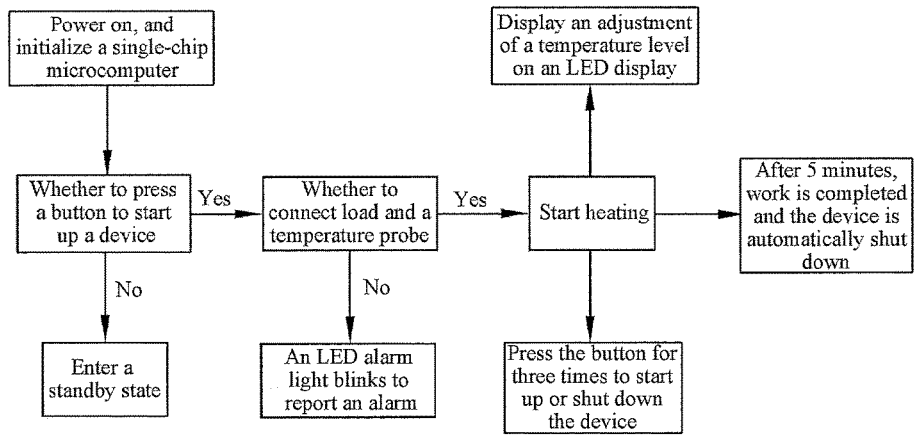 Power on, and
initialize a single-chip
microcomputer
Display an adjustment
of a temperature level
on an LED display
Whether to press
a button to start
up a device
Yes
Whether to
connect load and a
temperature probe
Yes
Start heating
After 5 minutes,
work is completed
and the device is
automatically shut
down
No
No
Enter a
standby state
An LED alarm
light blinks to
report an alarm
Press the button for
three times to start
up or shut down
the device